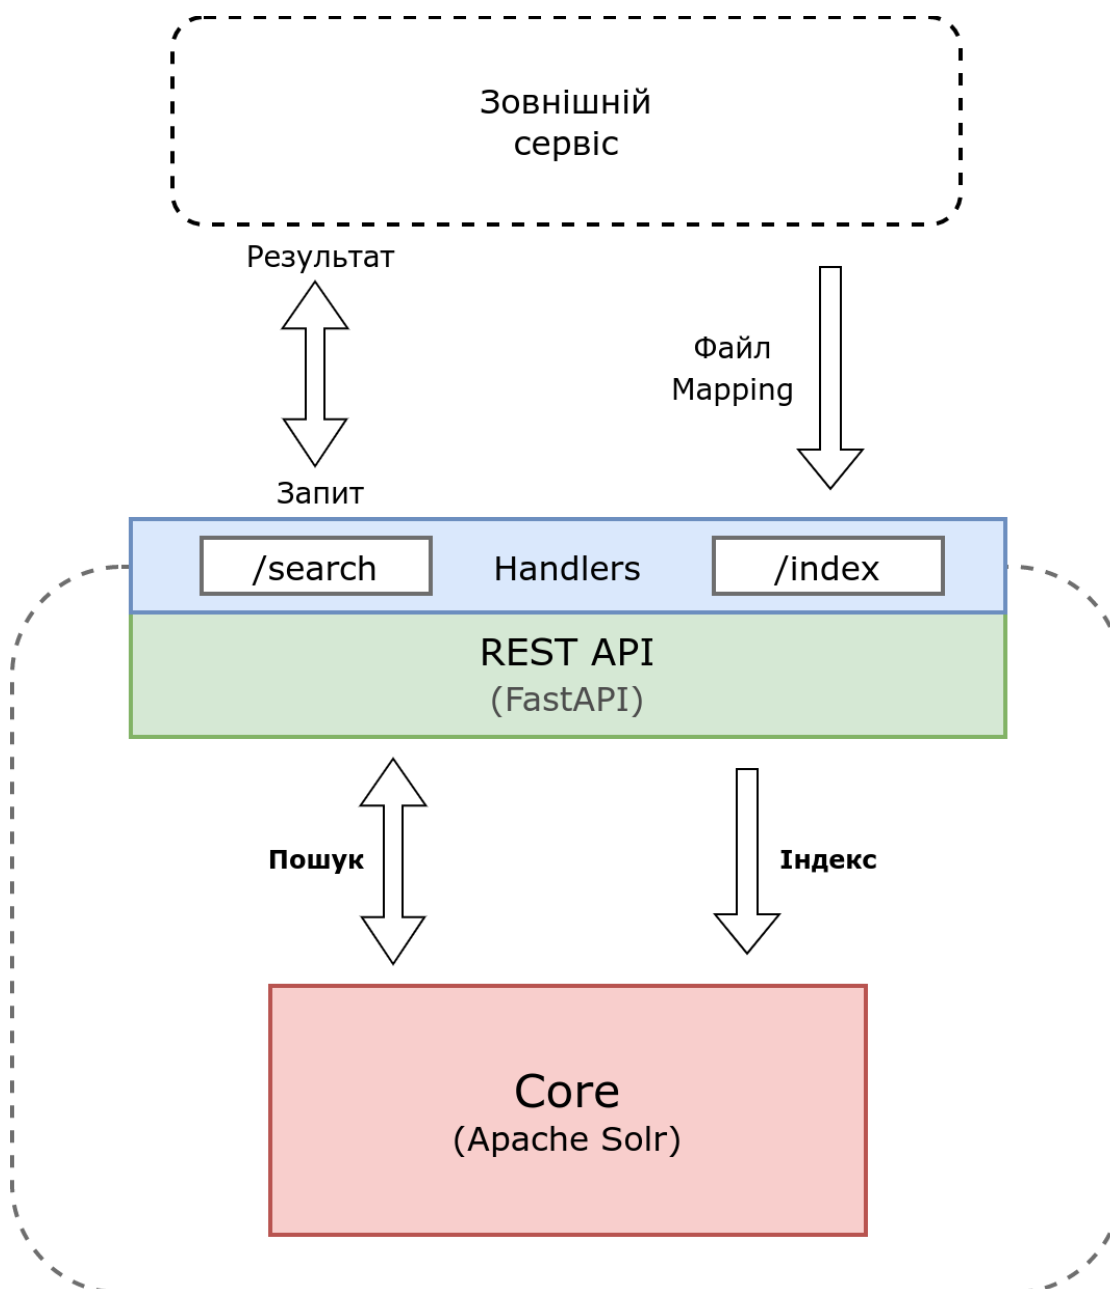 Зовнішній
сервіс
Результат
Файл
Mapping
Запит
/search
Handlers
/index
REST API
(FastAPI)
Пошук
Індекс
Core
(Apache Solr)